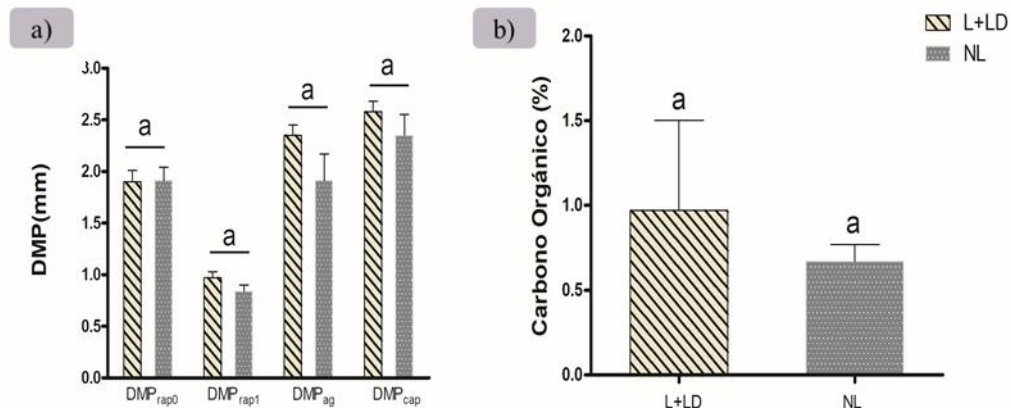 a)
DMP(mm)
3.0
2.5
2.0
1.5
1.0
0.5
0.0
a
a
a
a
DMPrap0
DMPrap1
DMPag
DMPcap
b)
Carbono Orgánico (%)
2.0
1.5
1.0
0.5
0.0
a
a
L+LD
NL
L+LD
NL